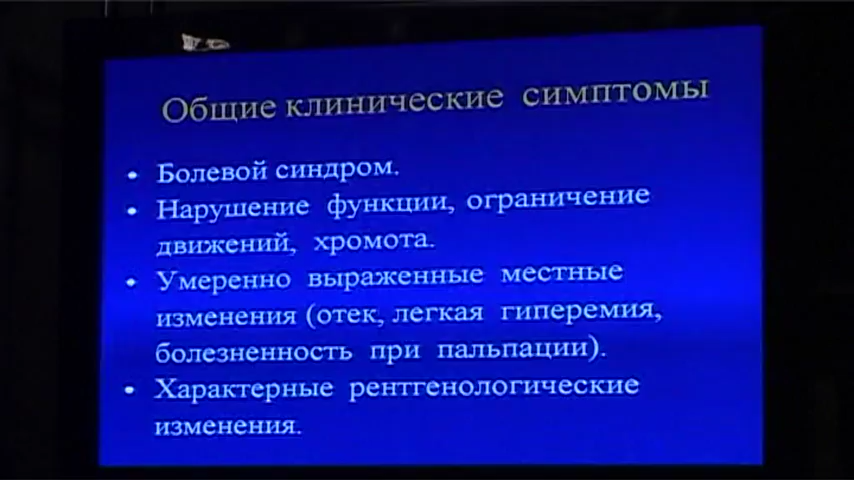 Общие клинические симптомы
• Болевой синдром.
• Нарушение функции, ограничение
движений, хромота.
• Умеренно выраженные местные
изменения (отек, легкая гиперемия,
болезненность при пальпации).
• Характерные рентгенологические
изменения.